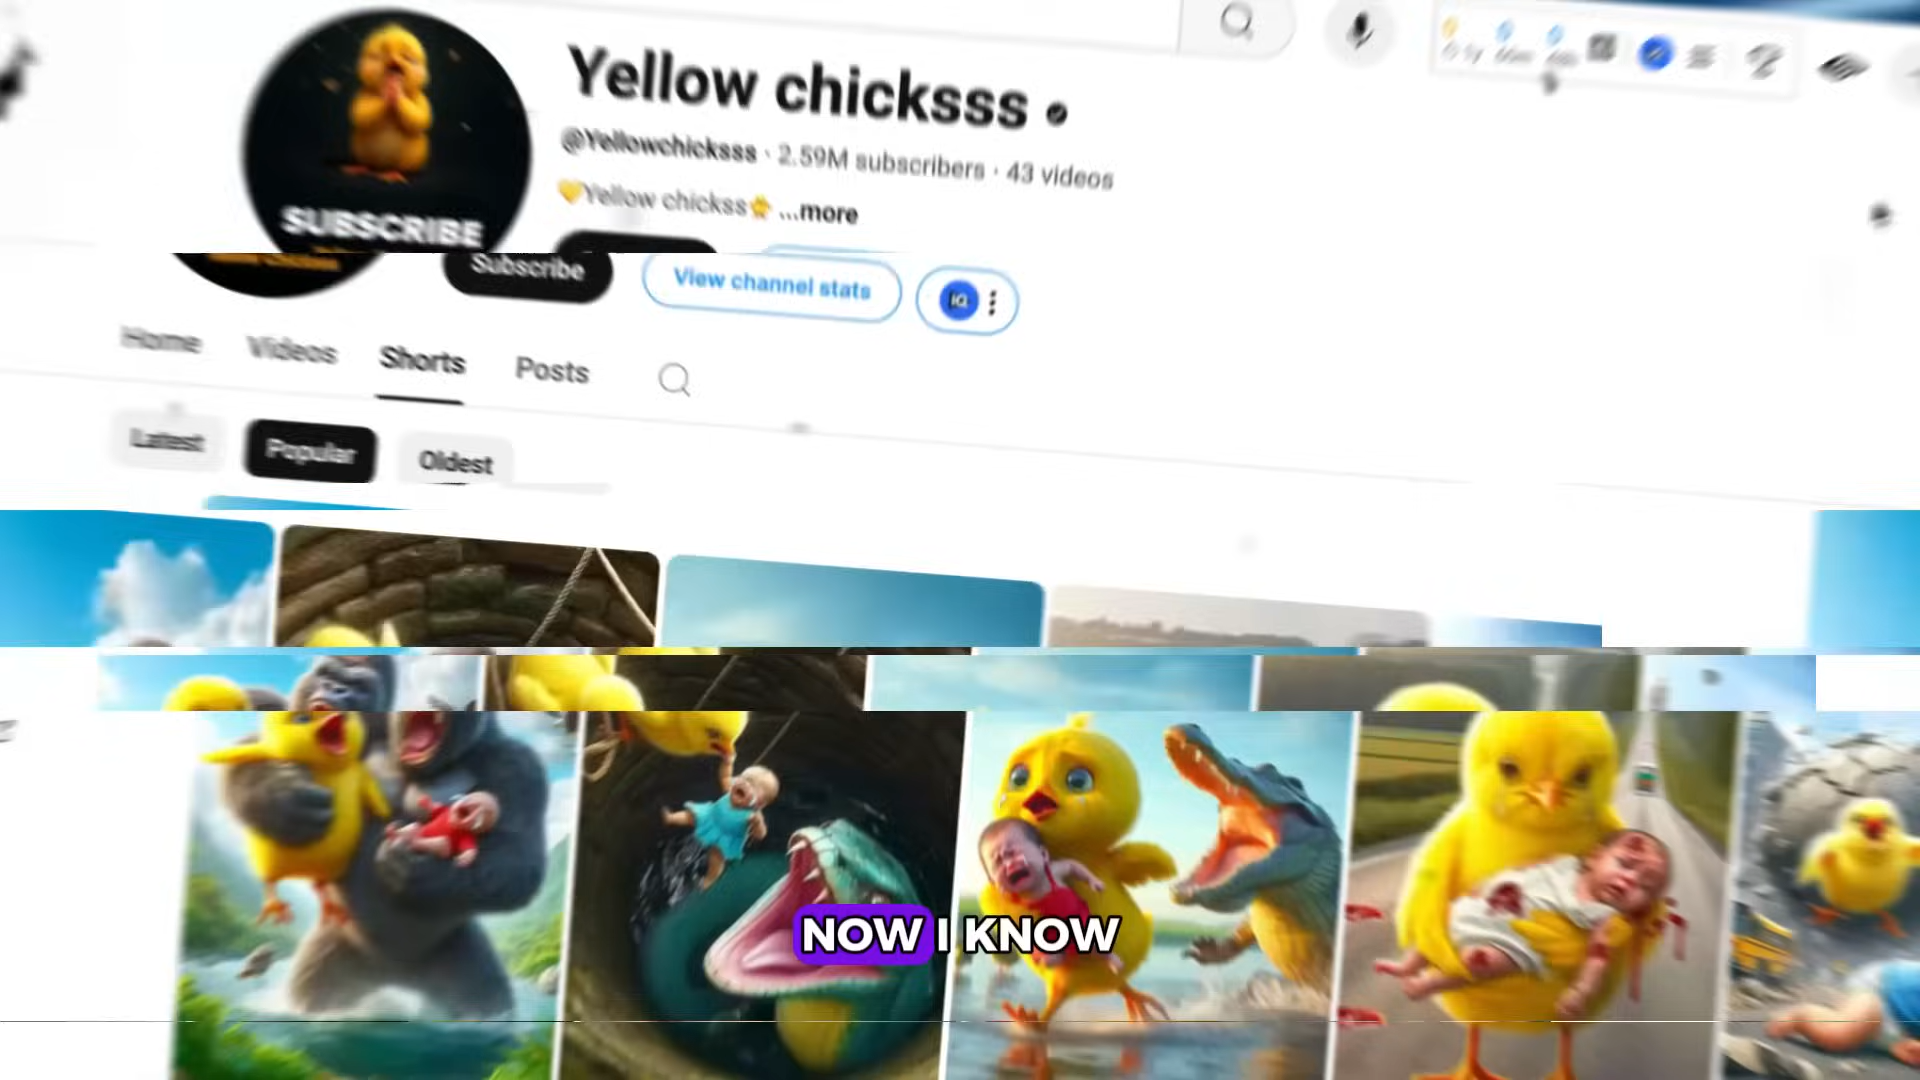 Yellow chicksss
@Yellowchicksss · 2.59M subscribers · 43 videos
💛Yellow chickss🌟 ...more
SUBSCRIBE
Subscribe
View channel stats
IQ
Home
Videos
Shorts
Posts
Latest
Popular
Oldest
NOW I KNOW